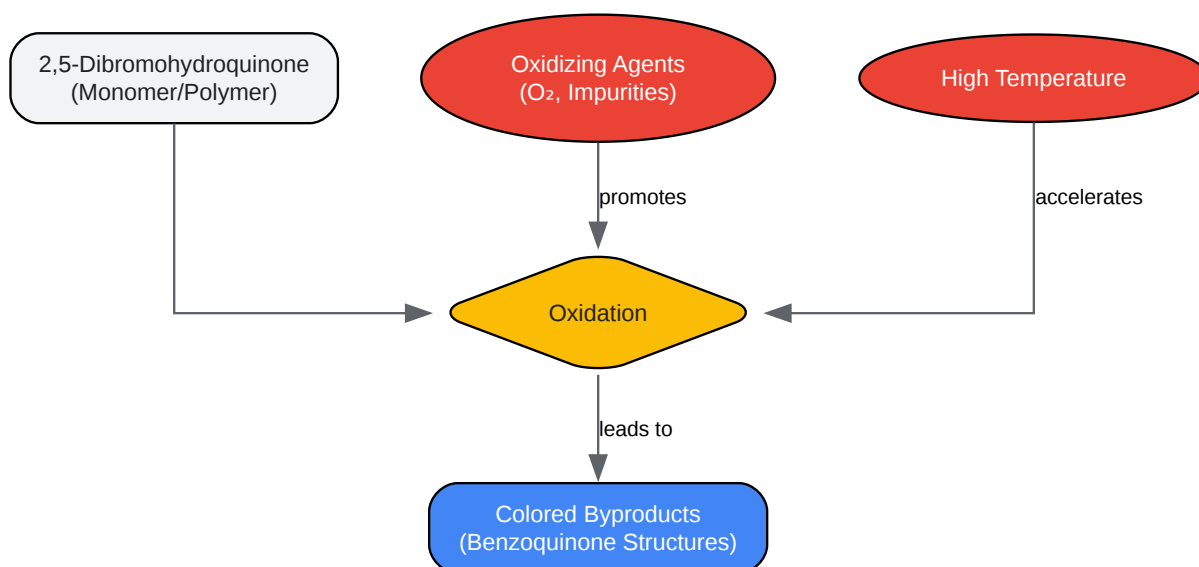 2,5-Dibromohydroquinone
(Monomer/Polymer)
Oxidizing Agents
(O₂, Impurities)
High Temperature
promotes
accelerates
Oxidation
leads to
Colored Byproducts
(Benzoquinone Structures)